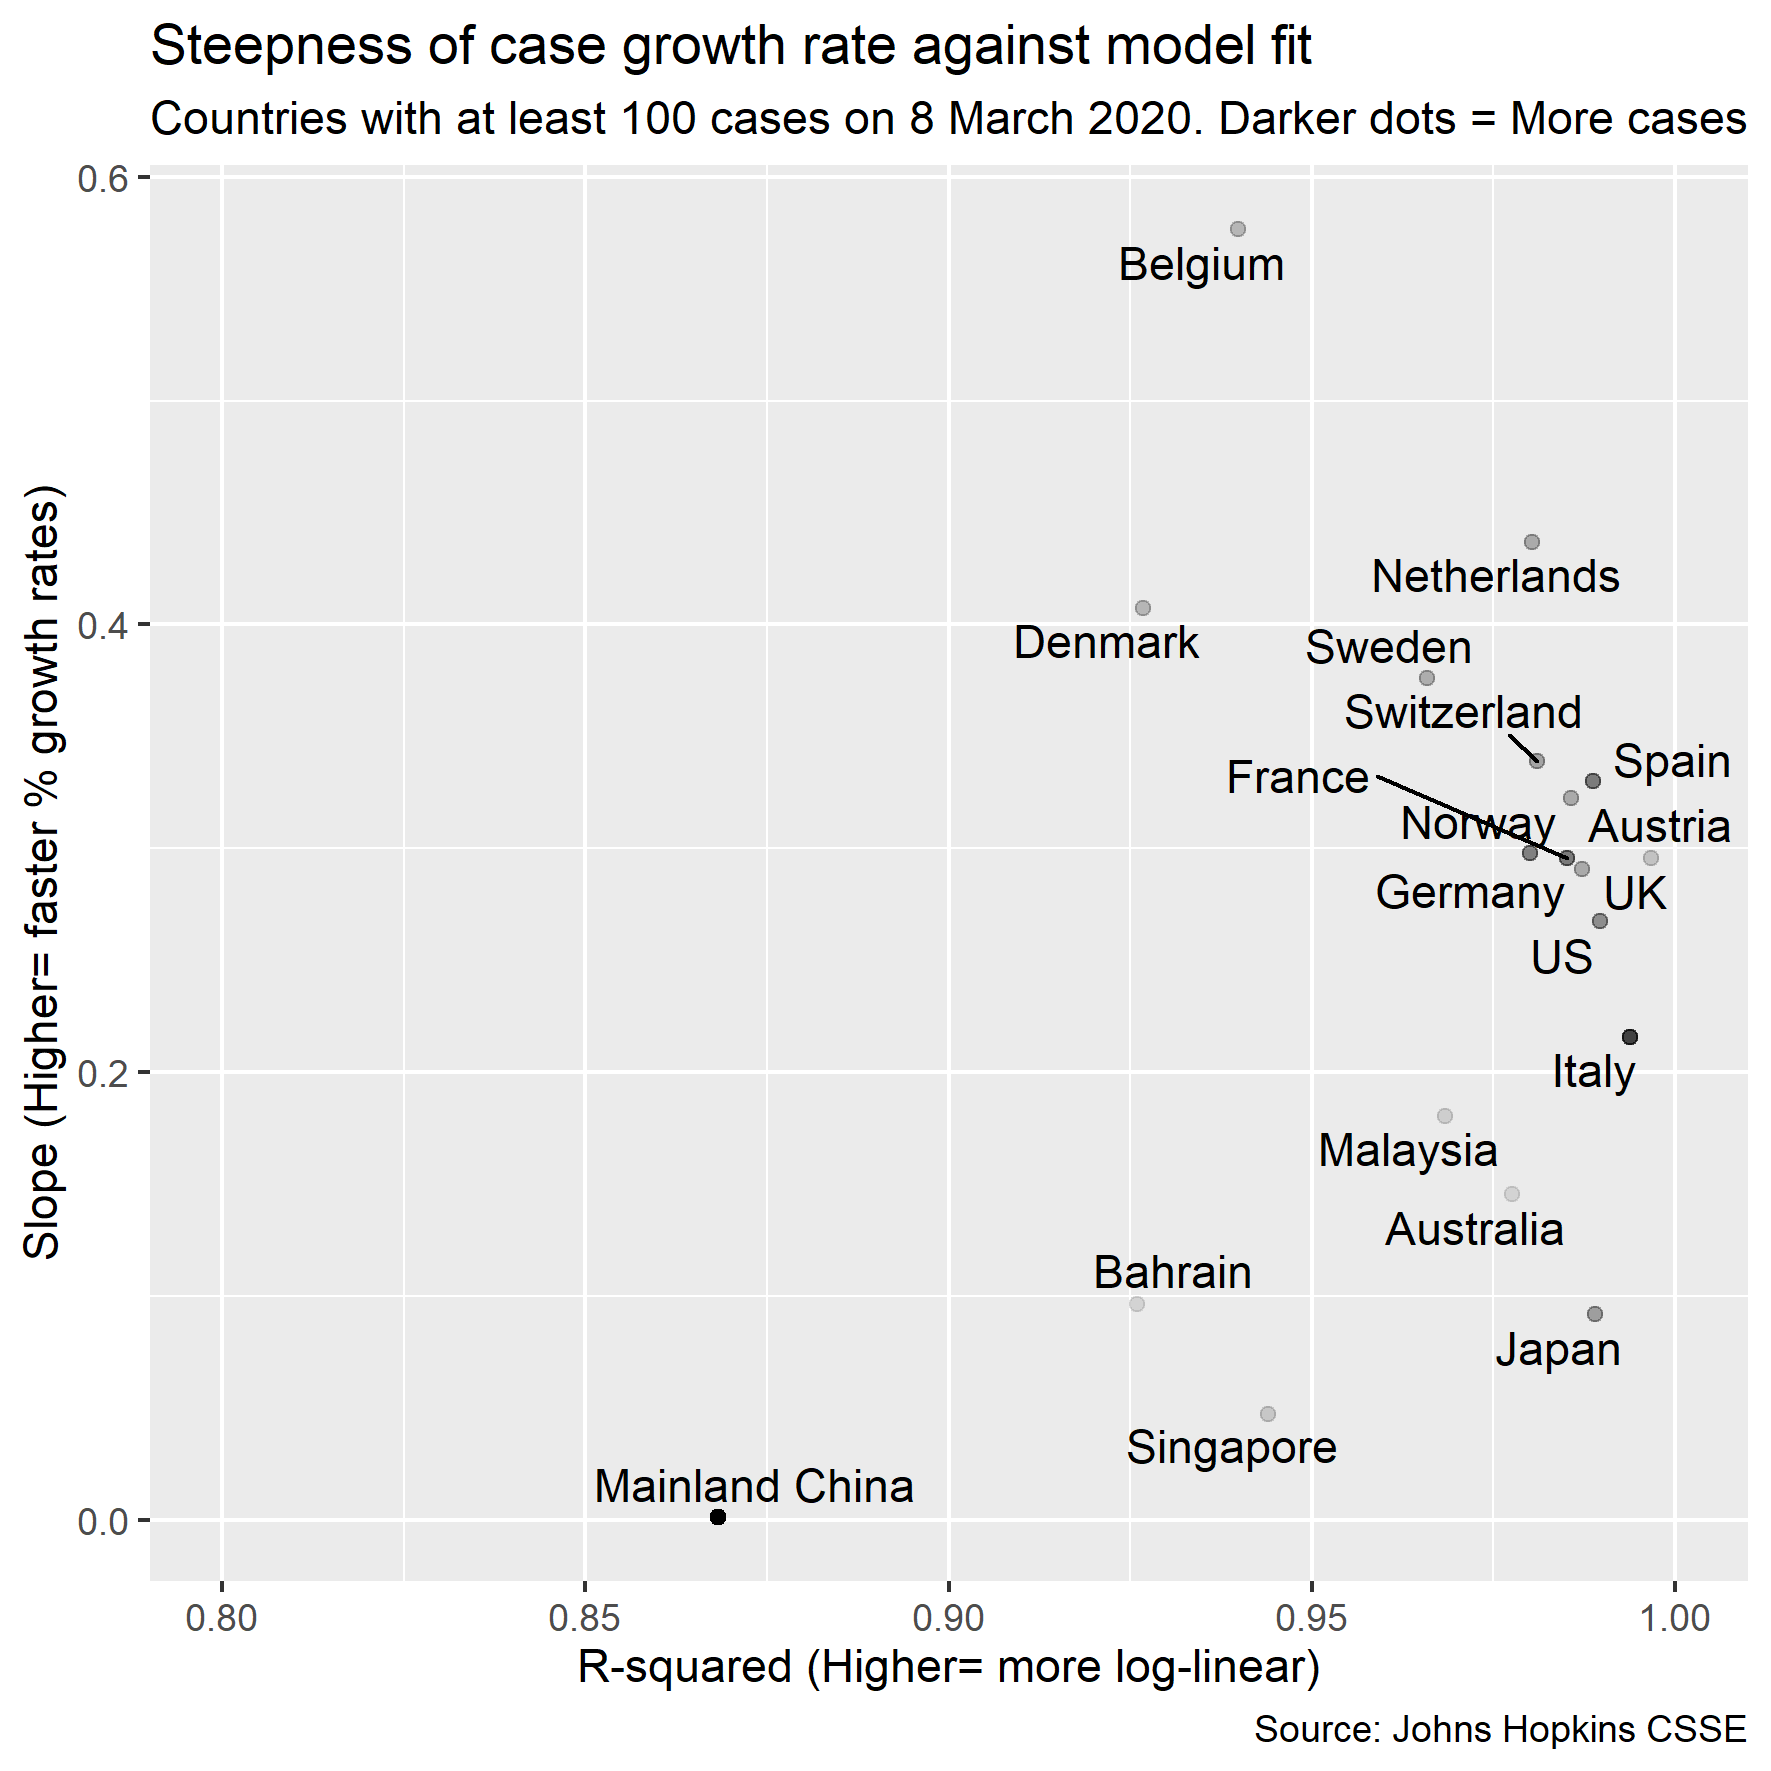 Steepness of case growth rate against model fit
Countries with at least 100 cases on 8 March 2020. Darker dots = More cases
Slope (Higher= faster % growth rates)
0.6
0.4
0.2
0.0
Belgium
Netherlands
Denmark
Sweden
Switzerland
Spain
France
Norway
Austria
Germany
UK
US
Italy
Malaysia
Australia
Bahrain
Japan
Singapore
Mainland China
0.80 0.85 0.90 0.95 1.00
R-squared (Higher= more log-linear)
Source: Johns Hopkins CSSE